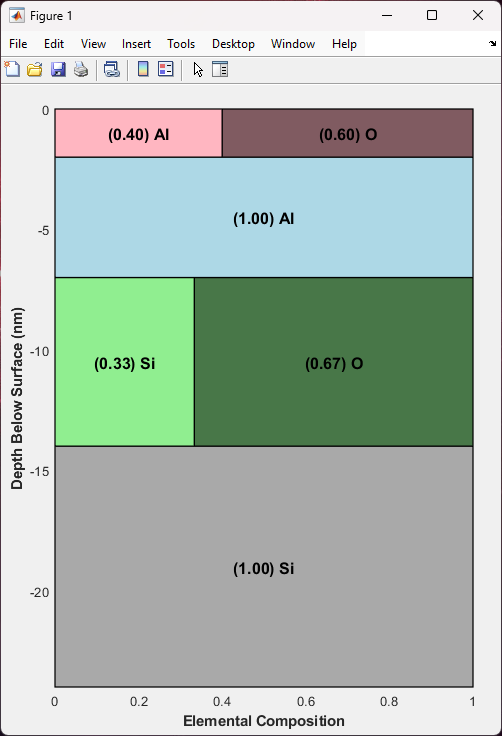 Figure 1
File Edit View Insert Tools Desktop Window Help
0
(0.40) Al (0.60) O
(1.00) Al
-5
(0.33) Si (0.67) O
-10
-15
(1.00) Si
-20
Depth Below Surface (nm)
0 0.2 0.4 0.6 0.8 1
Elemental Composition